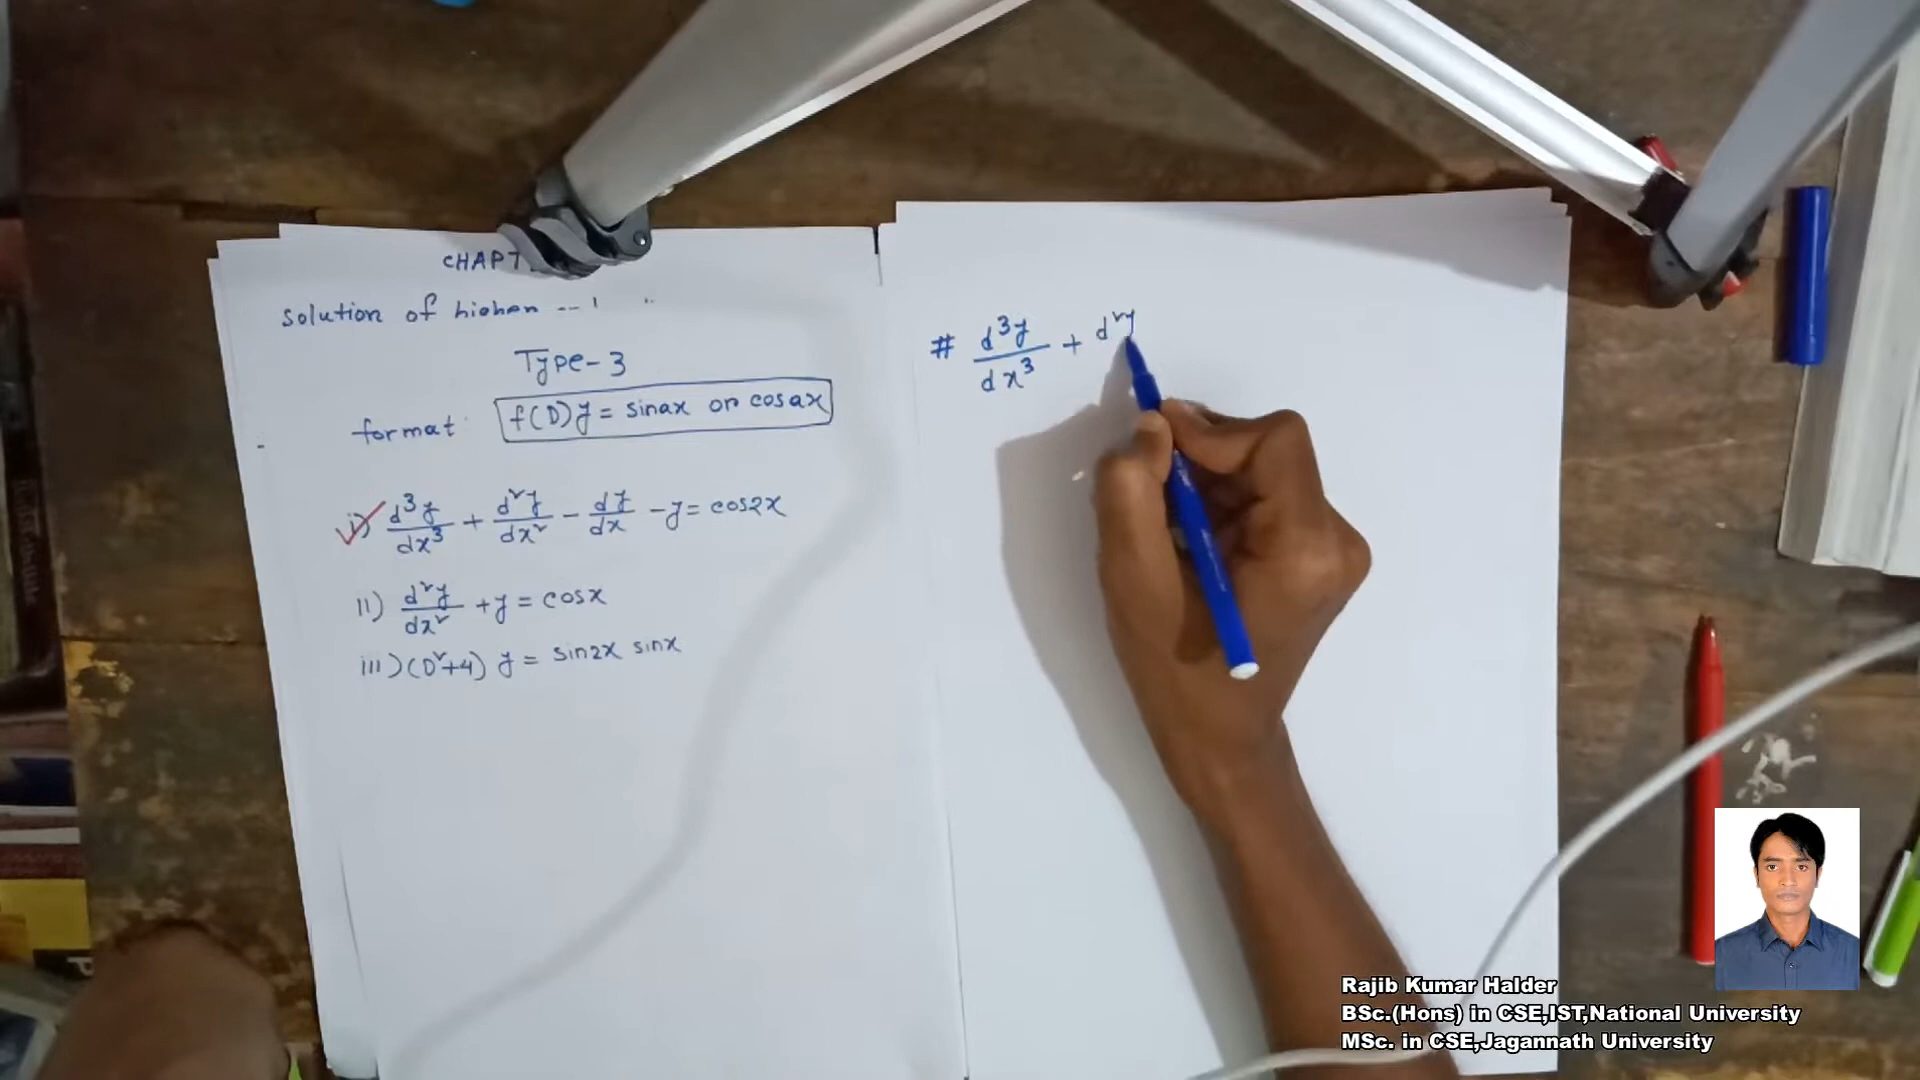 CHAPT
solution of highen --
Type-3
format: f(D)y = sinax or cosax
i) d³y/dx³ + d²y/dx² - dy/dx - y = cos2x
ii) d²y/dx² + y = cosx
iii) (D²+4) y = sin2x sinx
# d³y/dx³ + d²y
Rajib Kumar Halder
BSc.(Hons) in CSE,IST,National University
MSc. in CSE,Jagannath University